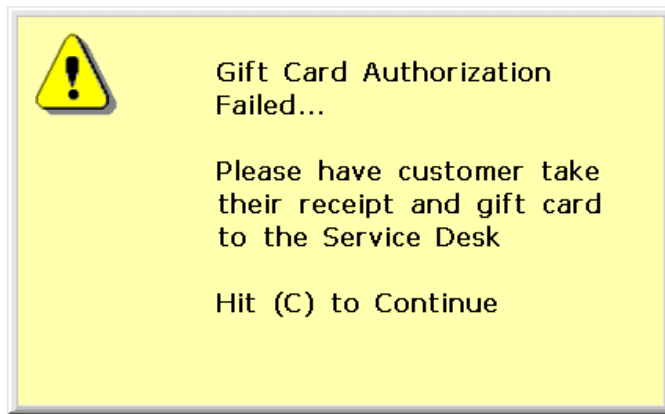 Gift Card Authorization
Failed...
Please have customer take
their receipt and gift card
to the Service Desk
Hit (C) to Continue